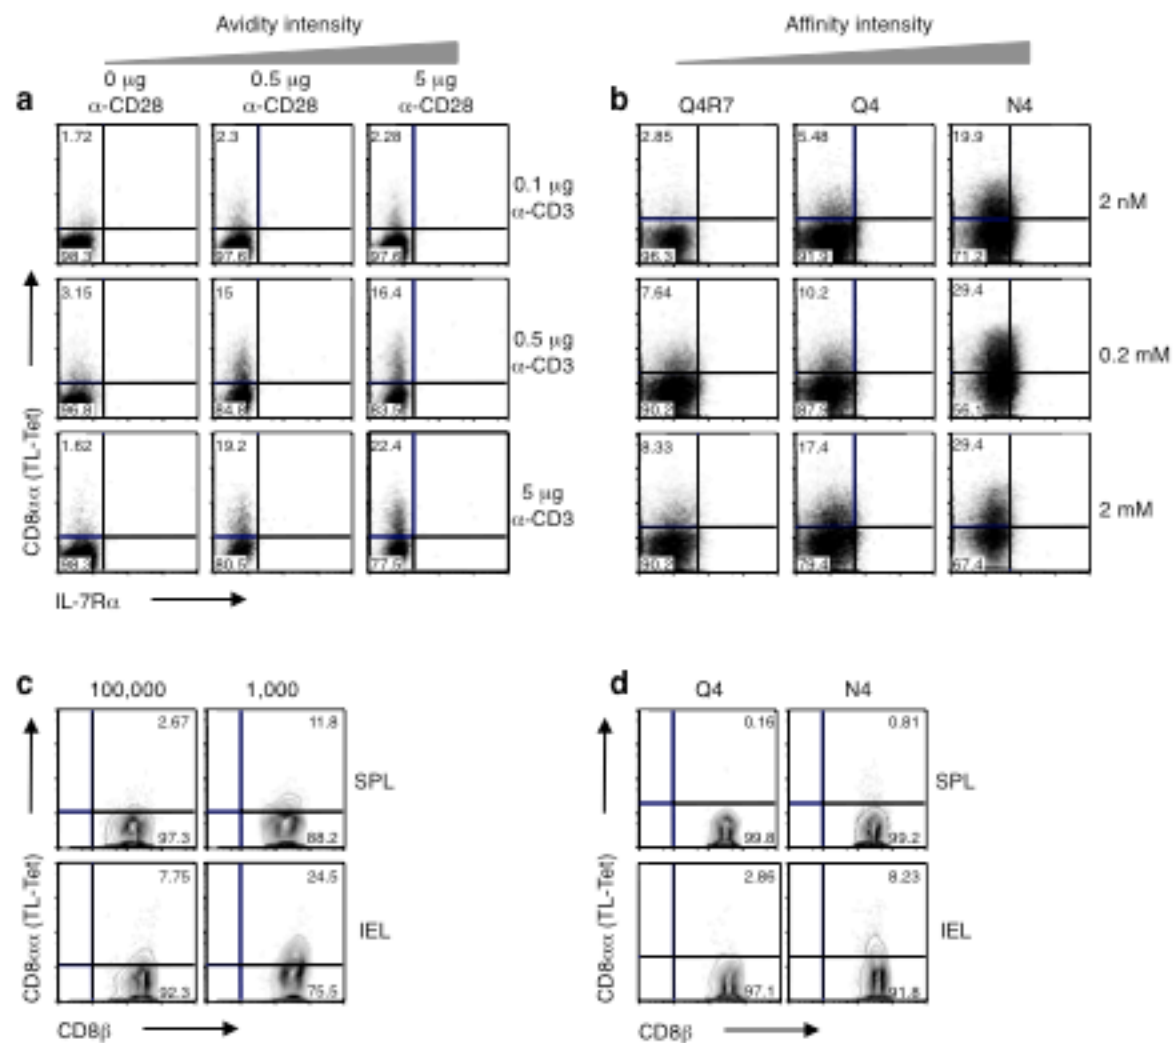 Avidity intensity
Affinity intensity
a
0 μg α-CD28
0.5 μg α-CD28
5 μg α-CD28
1.72
2.3
2.28
98.3
97.6
97.6
0.1 μg α-CD3
3.15
15
16.4
96.8
84.8
83.5
0.5 μg α-CD3
1.62
19.2
22.4
98.3
80.5
77.5
5 μg α-CD3
CD8αα (TL-Tet)
IL-7Rα
b
Q4R7
Q4
N4
2.85
5.48
19.9
96.3
91.9
71.2
2 nM
7.64
10.2
29.4
90.2
87.5
56.1
0.2 mM
8.33
17.4
29.4
90.2
79.4
67.4
2 mM
c
100,000
1,000
2.67
11.8
97.3
88.2
SPL
7.75
24.5
92.3
75.5
IEL
CD8αα (TL-Tet)
CD8β
d
Q4
N4
0.16
0.81
99.8
99.2
SPL
2.86
8.23
97.1
91.8
IEL
CD8αα (TL-Tet)
CD8β